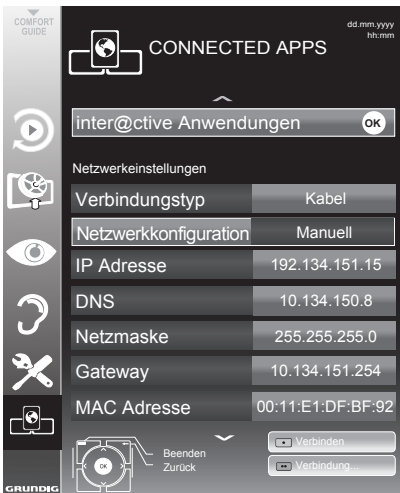 COMFORT
GUIDE
dd.mm.yyyy
hh:mm
CONNECTED APPS
inter@ctive Anwendungen OK
Netzwerkeinstellungen
Verbindungstyp Kabel
Netzwerkkonfiguration Manuell
IP Adresse 192.134.151.15
DNS 10.134.150.8
Netzmaske 255.255.255.0
Gateway 10.134.151.254
MAC Adresse 00:11:E1:DF:BF:92
OK
Beenden
Zurück
Verbinden
Verbindung...
GRUNDIG